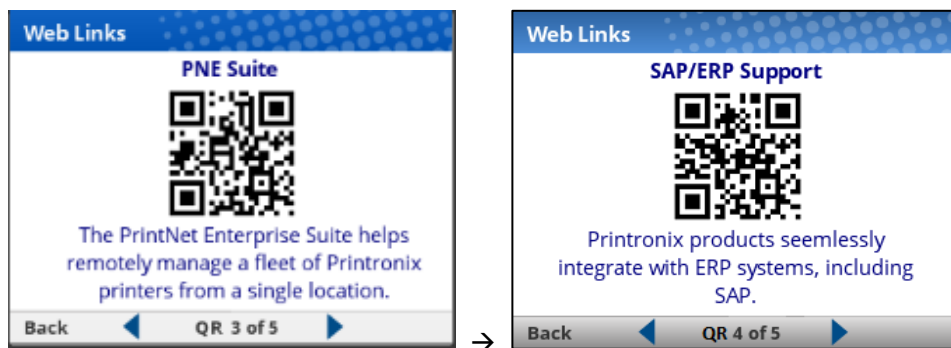 Web Links
PNE Suite
The PrintNet Enterprise Suite helps
remotely manage a fleet of Printronix
printers from a single location.
Back QR 3 of 5
→
Web Links
SAP/ERP Support
Printronix products seemlessly
integrate with ERP systems, including
SAP.
Back QR 4 of 5